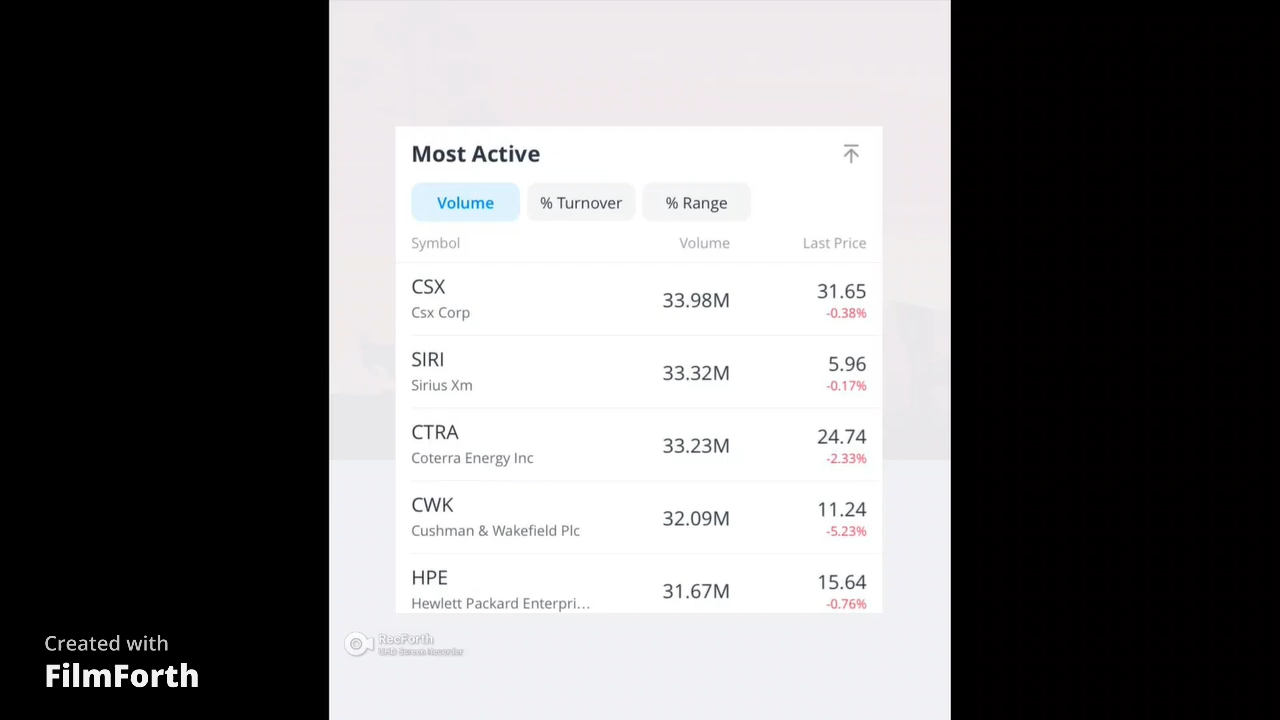 Most Active
Volume % Turnover % Range
Symbol Volume Last Price
CSX 33.98M 31.65
Csx Corp -0.38%
SIRI 33.32M 5.96
Sirius Xm -0.17%
CTRA 33.23M 24.74
Coterra Energy Inc -2.33%
CWK 32.09M 11.24
Cushman & Wakefield Plc -5.23%
HPE 31.67M 15.64
Hewlett Packard Enterpri... -0.76%
RecForth
UHD Screen Recorder
Created with
FilmForth